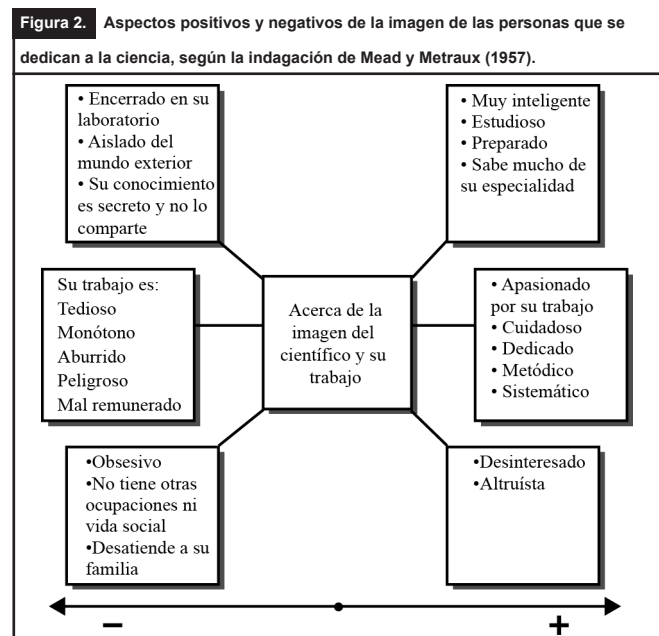 Figura 2. Aspectos positivos y negativos de la imagen de las personas que se
dedican a la ciencia, según la indagación de Mead y Metraux (1957).
• Encerrado en su
laboratorio
• Aislado del
mundo exterior
• Su conocimiento
es secreto y no lo
comparte
• Muy inteligente
• Estudioso
• Preparado
• Sabe mucho de
su especialidad
Su trabajo es:
Tedioso
Monótono
Aburrido
Peligroso
Mal remunerado
Acerca de la
imagen del
científico y su
trabajo
• Apasionado
por su trabajo
• Cuidadoso
• Dedicado
• Metódico
• Sistemático
•Obsesivo
•No tiene otras
ocupaciones ni
vida social
•Desatiende a su
familia
•Desinteresado
•Altruísta
− +